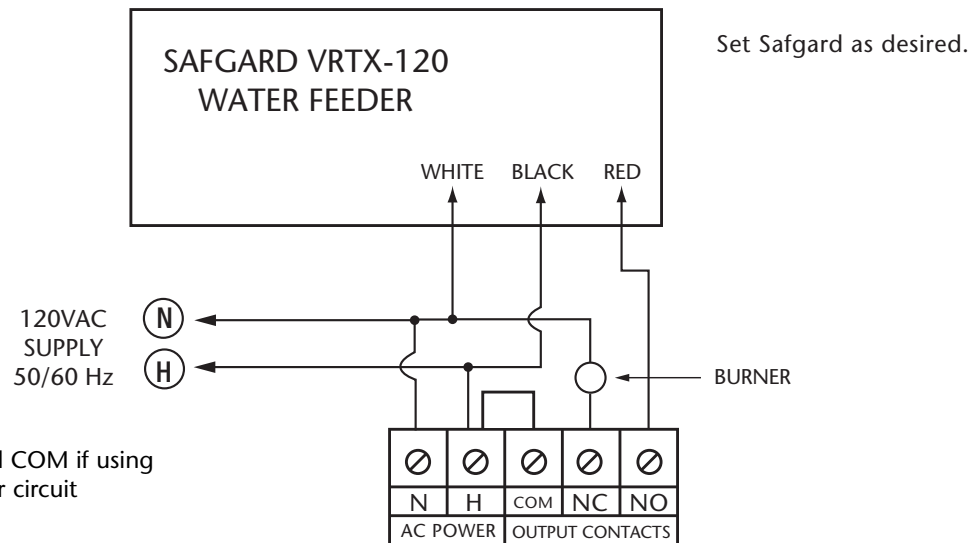 SAFGARD VRTX-120
WATER FEEDER
Set Safgard as desired.
WHITE BLACK RED
120VAC
SUPPLY
50/60 Hz
N
H
BURNER
COM if using
r circuit
N H COM NC NO
AC POWER OUTPUT CONTACTS